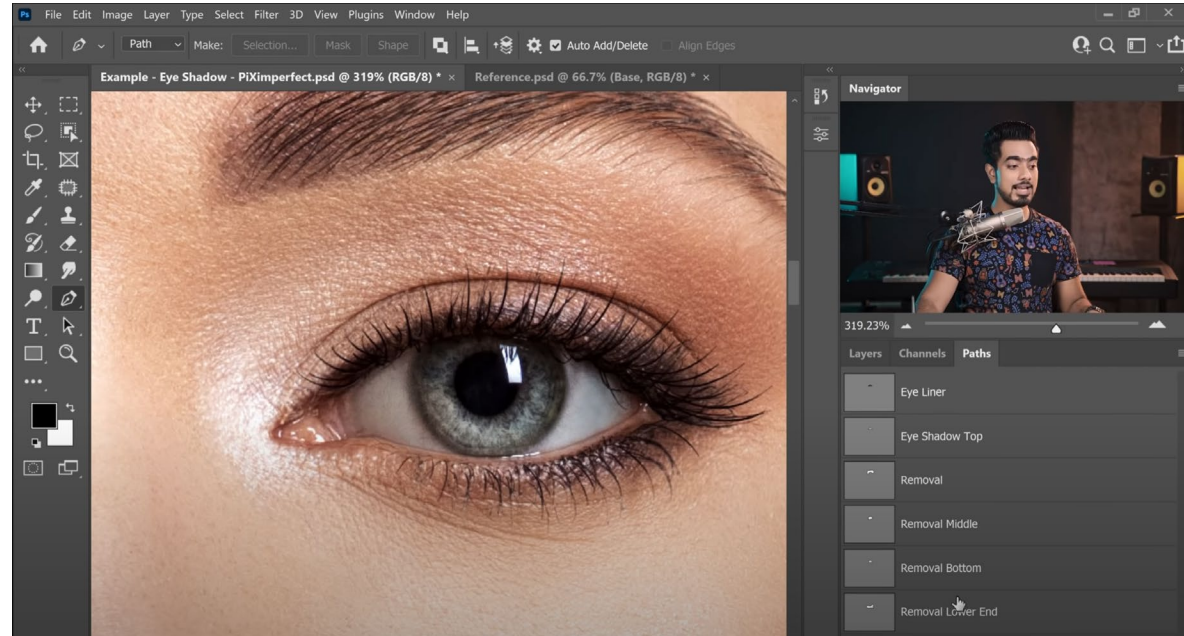 Ps File Edit Image Layer Type Select Filter 3D View Plugins Window Help
Path Make: Selection... Mask Shape Auto Add/Delete Align Edges
Example - Eye Shadow - PiXimperfect.psd @ 319% (RGB/8) * × Reference.psd @ 66.7% (Base, RGB/8) * ×
Navigator
319.23%
Layers Channels Paths
Eye Liner
Eye Shadow Top
Removal
Removal Middle
Removal Bottom
Removal Lower End